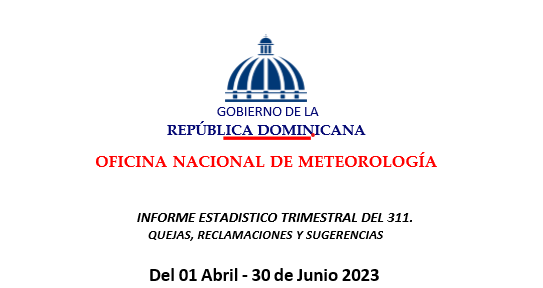 GOBIERNO DE LA
REPÚBLICA DOMINICANA
OFICINA NACIONAL DE METEOROLOGÍA
INFORME ESTADISTICO TRIMESTRAL DEL 311.
QUEJAS, RECLAMACIONES Y SUGERENCIAS
Del 01 Abril - 30 de Junio 2023